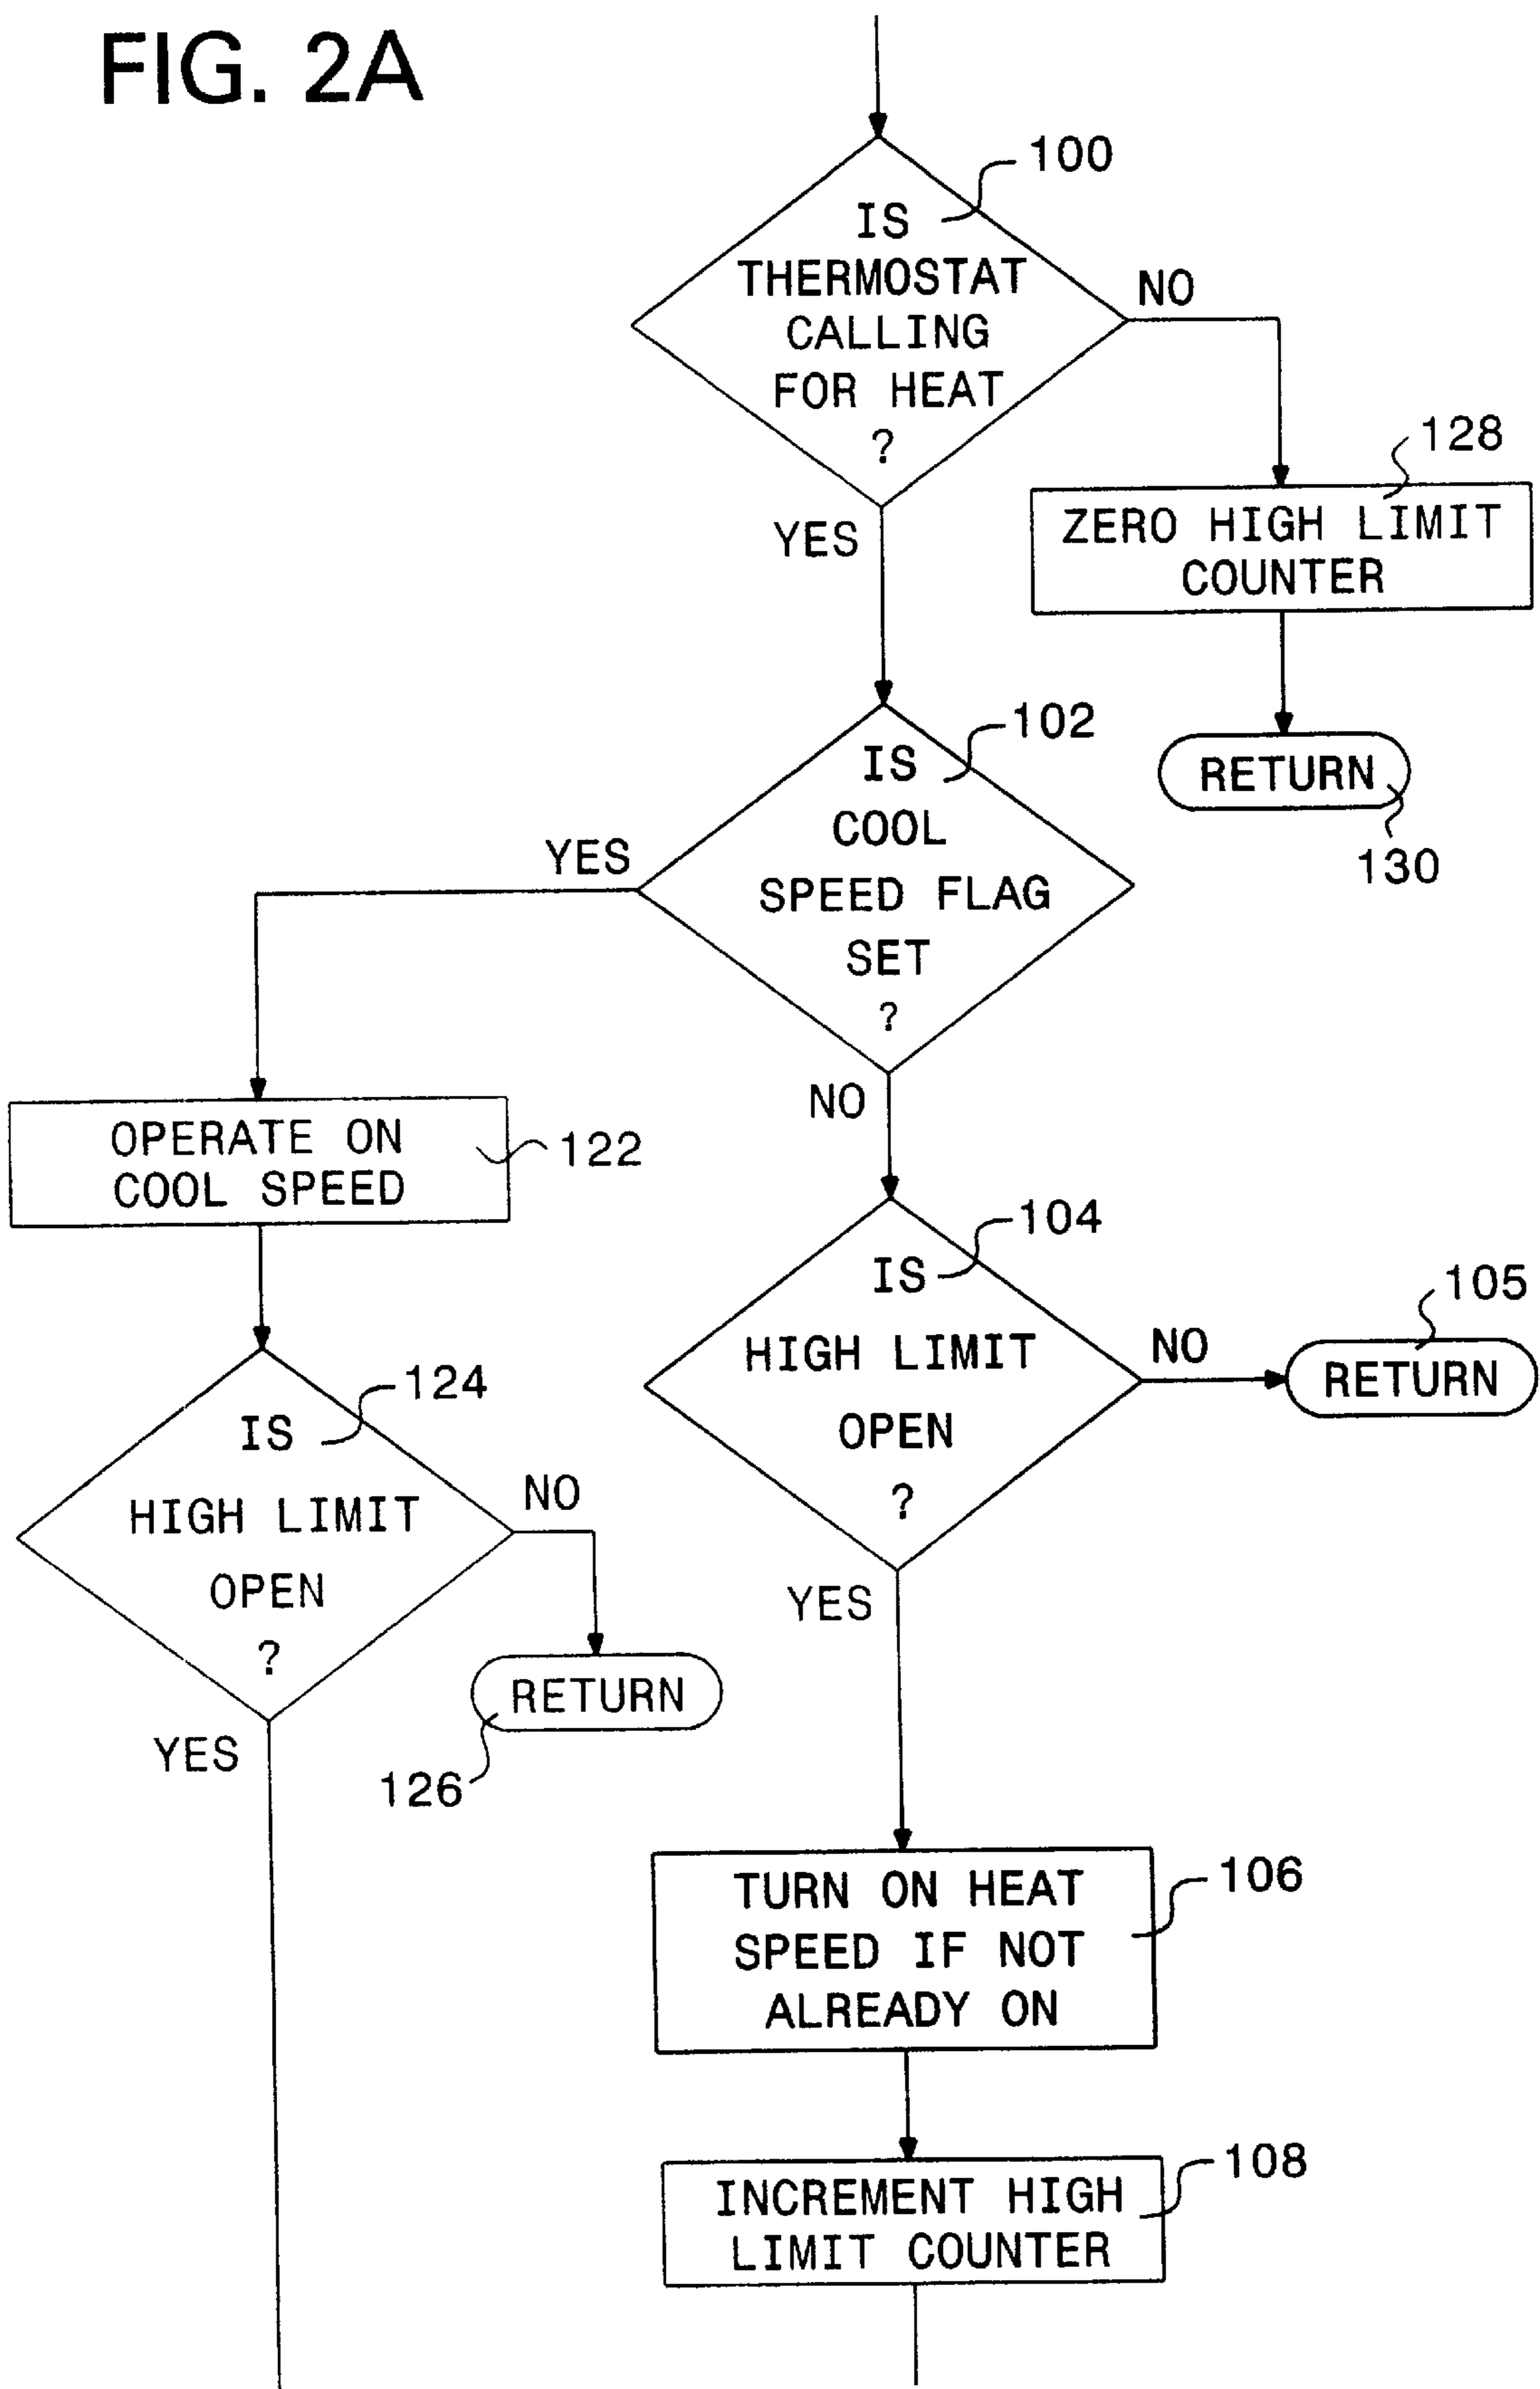 FIG. 2A
100
IS
THERMOSTAT
CALLING
FOR HEAT
?
NO
YES
128
ZERO HIGH LIMIT
COUNTER
RETURN
130
102
IS
COOL
SPEED FLAG
SET
?
YES
NO
OPERATE ON
COOL SPEED
122
104
IS
HIGH LIMIT
OPEN
?
NO
105
RETURN
YES
124
IS
HIGH LIMIT
OPEN
?
NO
RETURN
126
YES
TURN ON HEAT
SPEED IF NOT
ALREADY ON
106
INCREMENT HIGH
LIMIT COUNTER
108